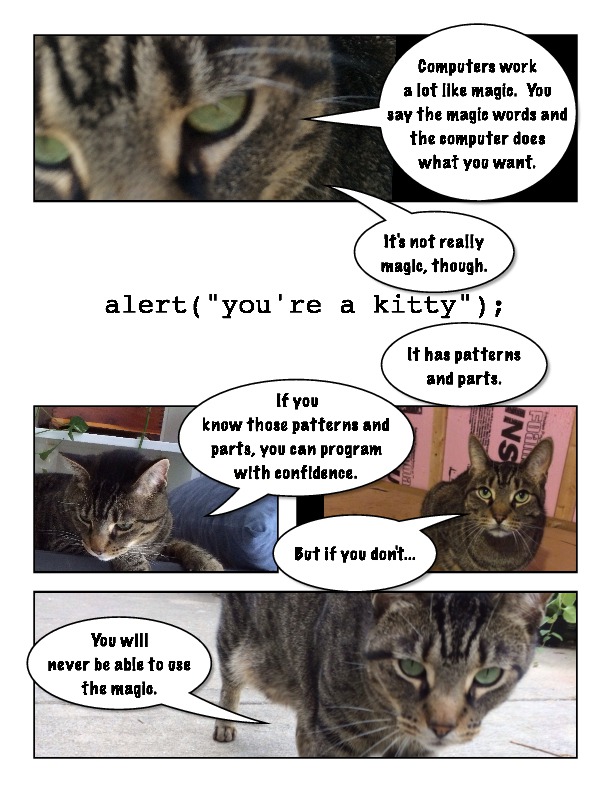 Computers work
a lot like magic. You
say the magic words and
the computer does
what you want.
It's not really
magic, though.
alert("you're a kitty");
It has patterns
and parts.
If you
know those patterns and
parts, you can program
with confidence.
INS
But if you don't...
You will
never be able to use
the magic.